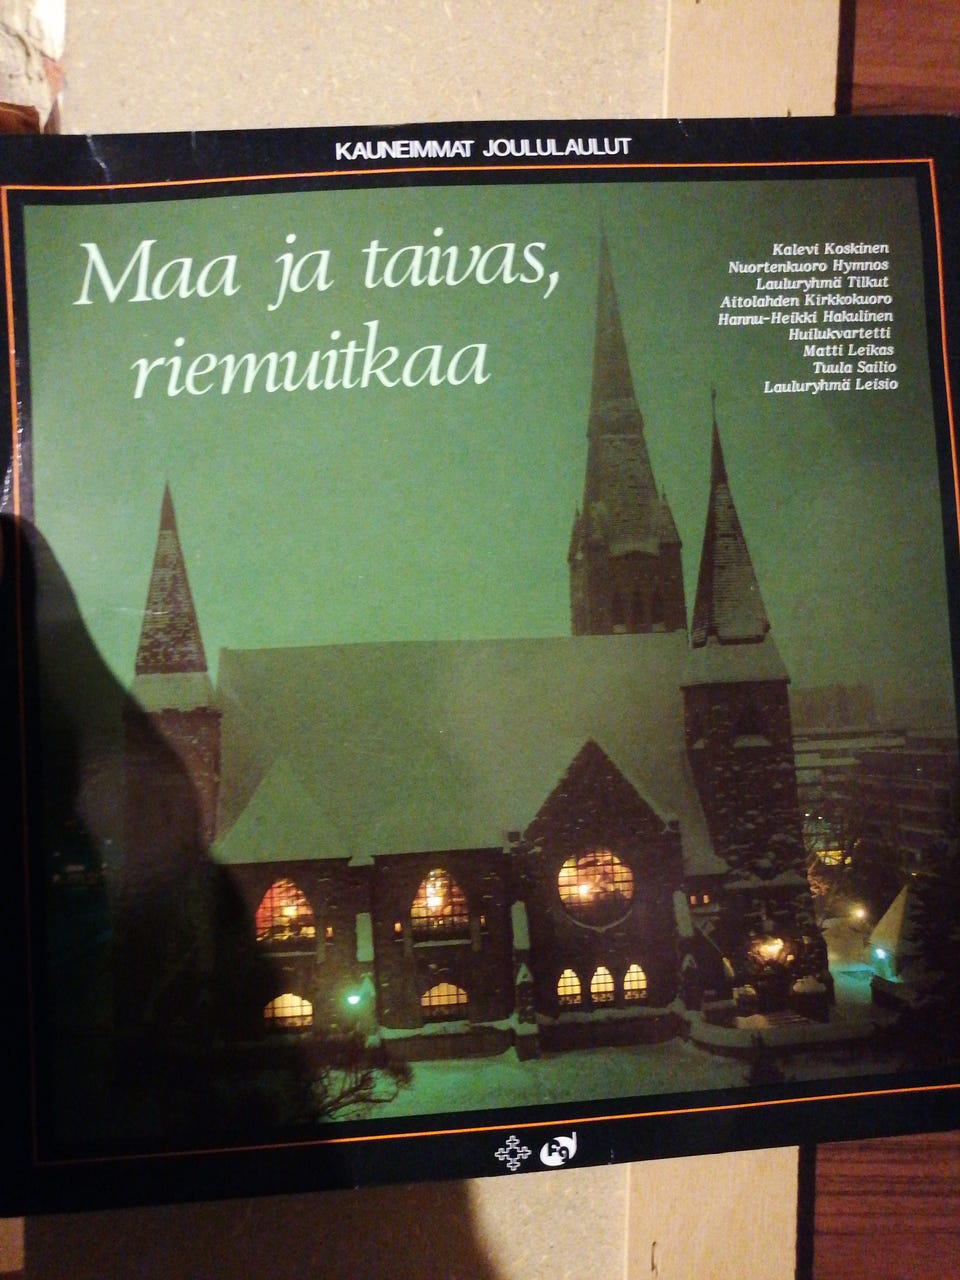 KAUNEIMMAT JOULULAULUT
Maa ja taivas,
riemuitkaa
Kalevi Koskinen
Nuortenkuoro Hymnos
Lauluryhmä Tilkut
Aitolahden Kirkkokuoro
Hannu-Heikki Hakulinen
Huilukvartetti
Matti Leikas
Tuula Sailio
Lauluryhmä Leisio